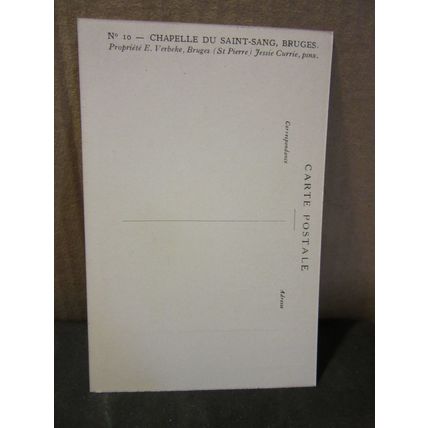 Nº 10 — CHAPELLE DU SAINT-SANG, BRUGES.
Propriété E. Verbeke, Bruges (St Pierre) Jessie Currie, pinx.
CARTE POSTALE
Correspondance
Adresse